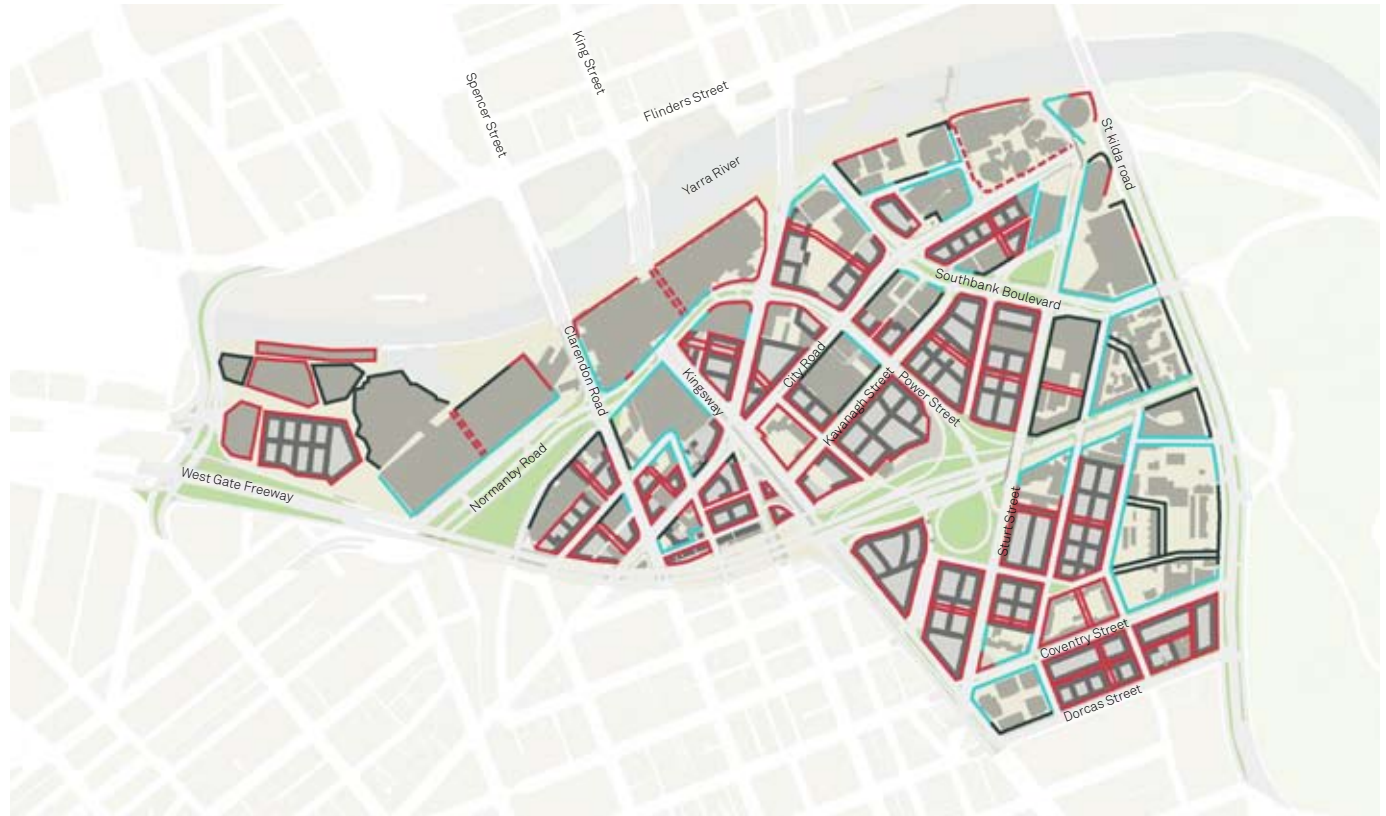 King Street
Spencer Street
Flinders Street
Yarra River
St kilda road
Southbank Boulevard
Clarendon Road
City Road
Kingsway
Kavanagh Street
Power Street
Normanby Road
West Gate Freeway
Sturt Street
Coventry Street
Dorcas Street